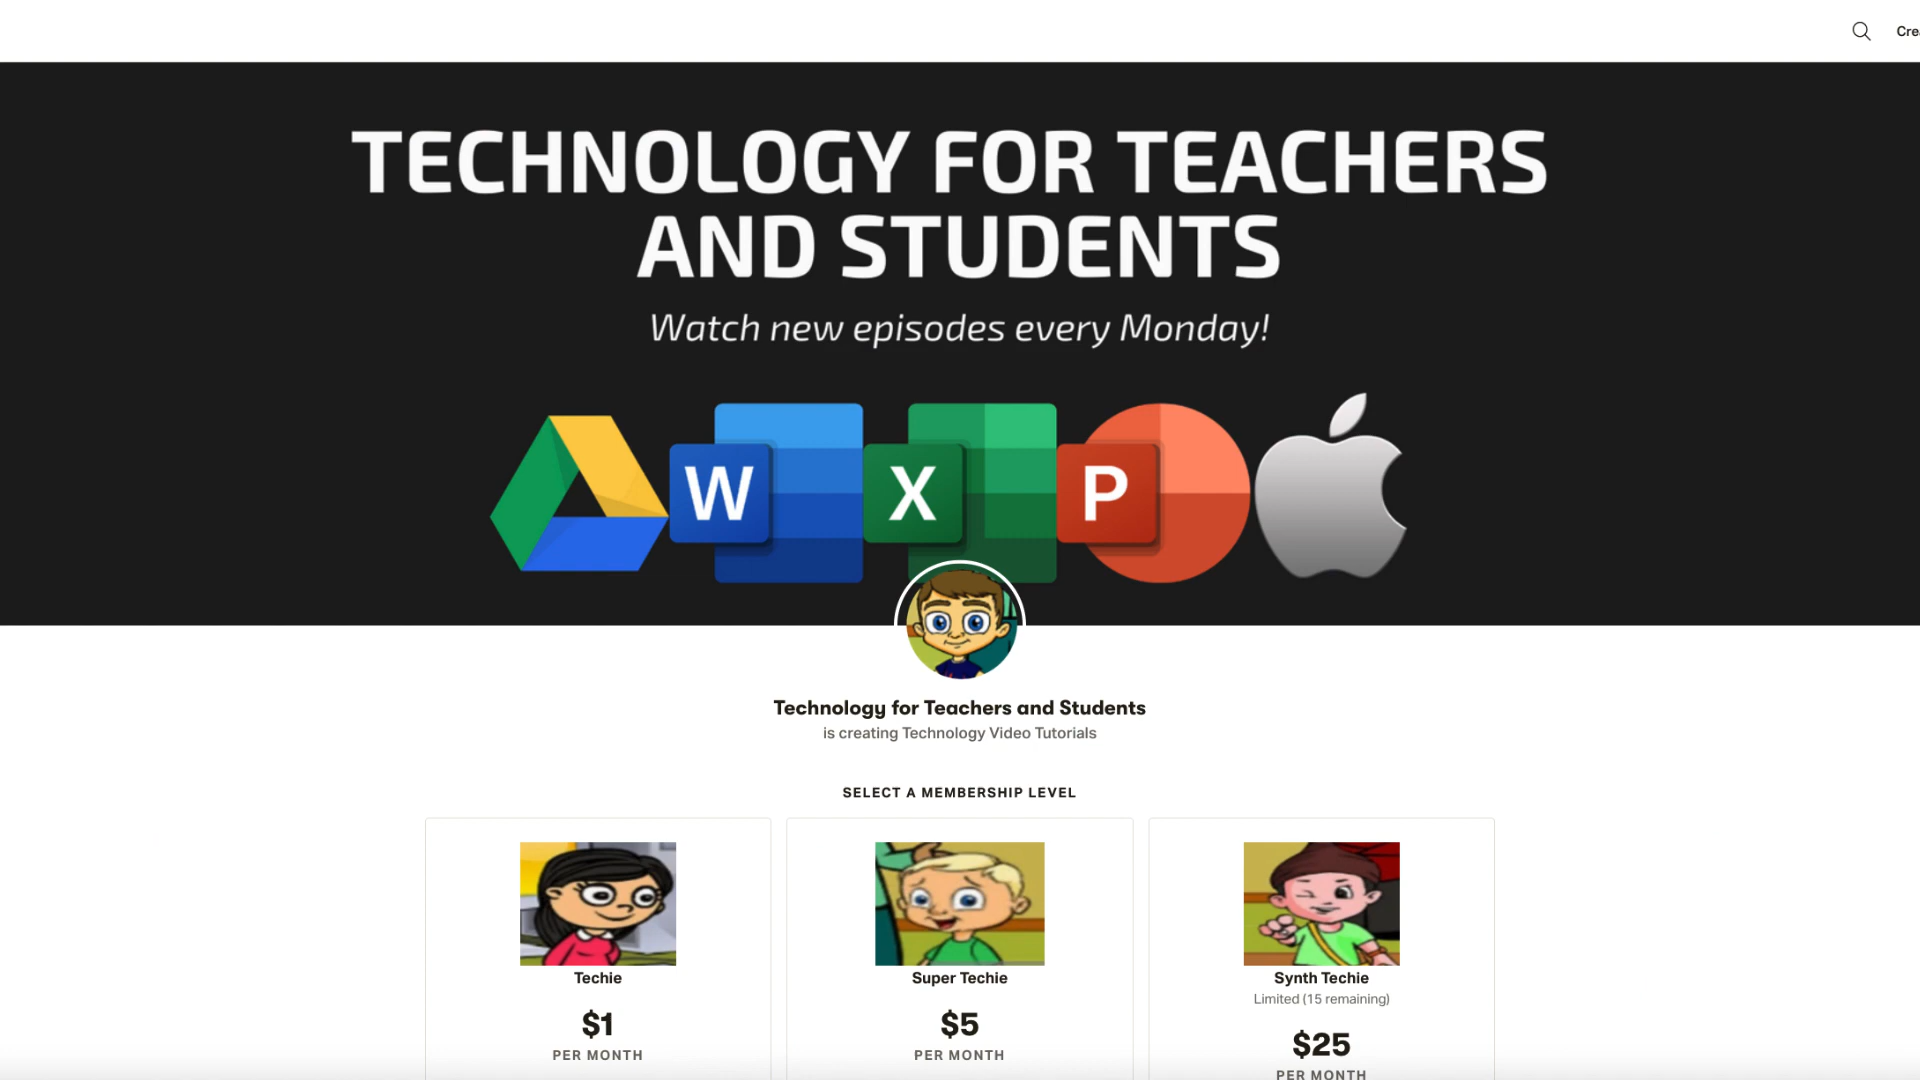 Cre
TECHNOLOGY FOR TEACHERS
AND STUDENTS
Watch new episodes every Monday!
W X P
Technology for Teachers and Students
is creating Technology Video Tutorials
SELECT A MEMBERSHIP LEVEL
Techie
$1
PER MONTH
Super Techie
$5
PER MONTH
Synth Techie
Limited (15 remaining)
$25
PER MONTH